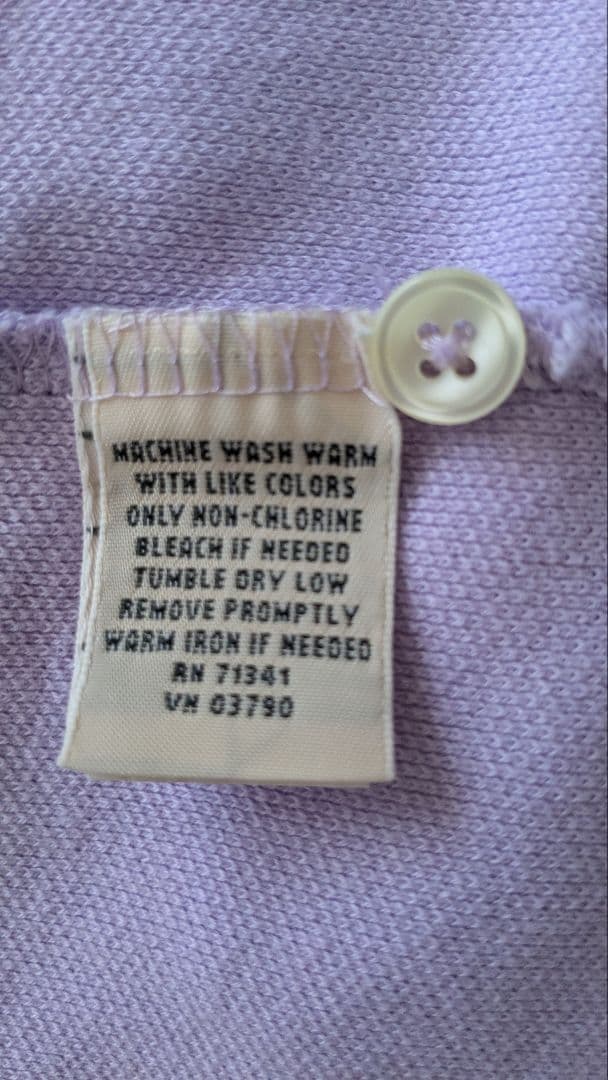 MACHINE WASH WARM
WITH LIKE COLORS
ONLY NON-CHLORINE
BLEACH IF NEEDED
TUMBLE DRY LOW
REMOVE PROMPTLY
WARM IRON IF NEEDED
RN 71341
VN 03790